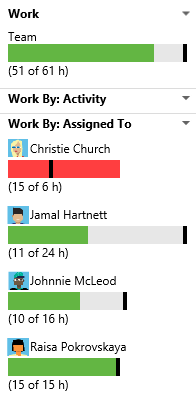 Work
Team
(51 of 61 h)
Work By: Activity
Work By: Assigned To
Christie Church
(15 of 6 h)
Jamal Hartnett
(11 of 24 h)
Johnnie McLeod
(10 of 16 h)
Raisa Pokrovskaya
(15 of 15 h)